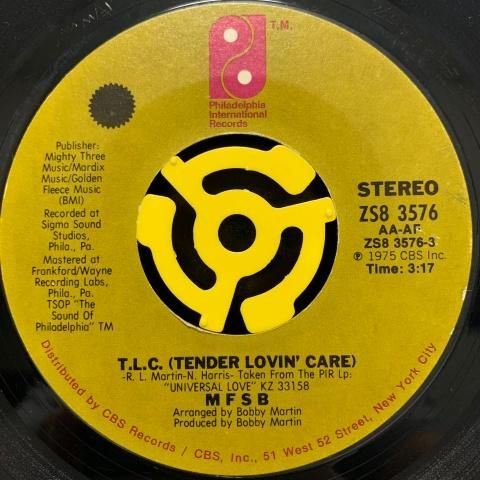 T.M.
Philadelphia
International
Records
Publisher:
Mighty Three
Music/Mardix
Music/Golden
Fleece Music
(BMI)
Recorded at
Sigma Sound
Studios,
Phila., Pa.
Mastered at
Frankford/Wayne
Recording Labs,
Phila., Pa.
TSOP "The
Sound Of
Philadelphia" TM
STEREO
ZS8 3576
AA-AF
ZS8 3576-3
Ⓟ 1975 CBS Inc.
Time: 3:17
T.L.C. (TENDER LOVIN' CARE)
-R. L. Martin-N. Harris- Taken From The PIR Lp:
"UNIVERSAL LOVE" KZ 33158
M F S B
Arranged by Bobby Martin
Produced by Bobby Martin
Distributed by CBS Records / CBS, Inc., 51 West 52 Street, New York City